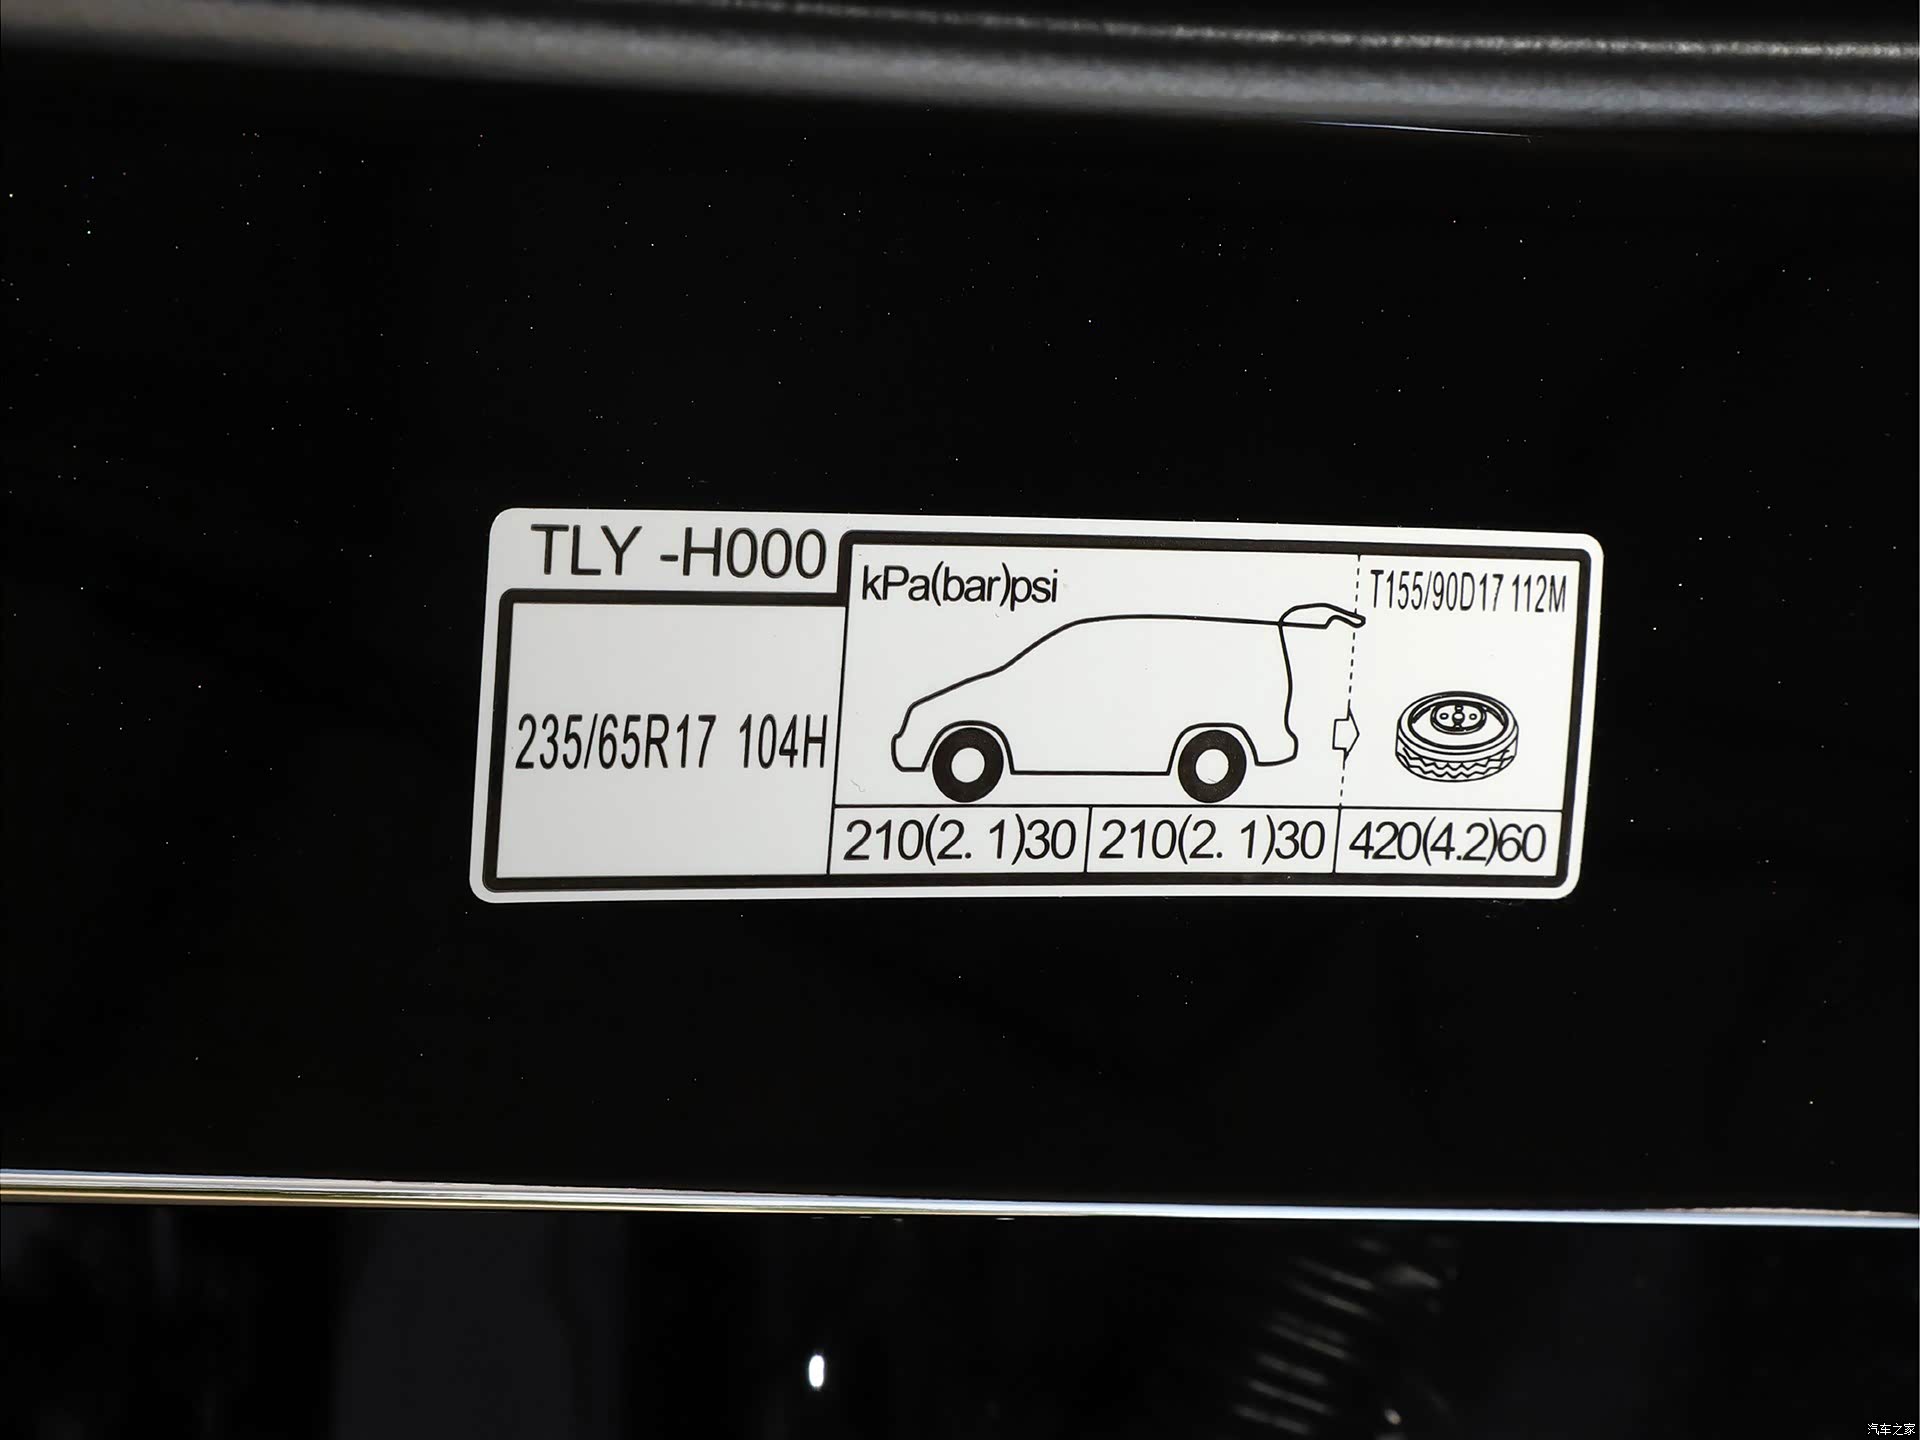 TLY -H000
kPa(bar)psi
T155/90D17 112M
235/65R17 104H
210(2. 1)30
210(2. 1)30
420(4.2)60
汽车之家